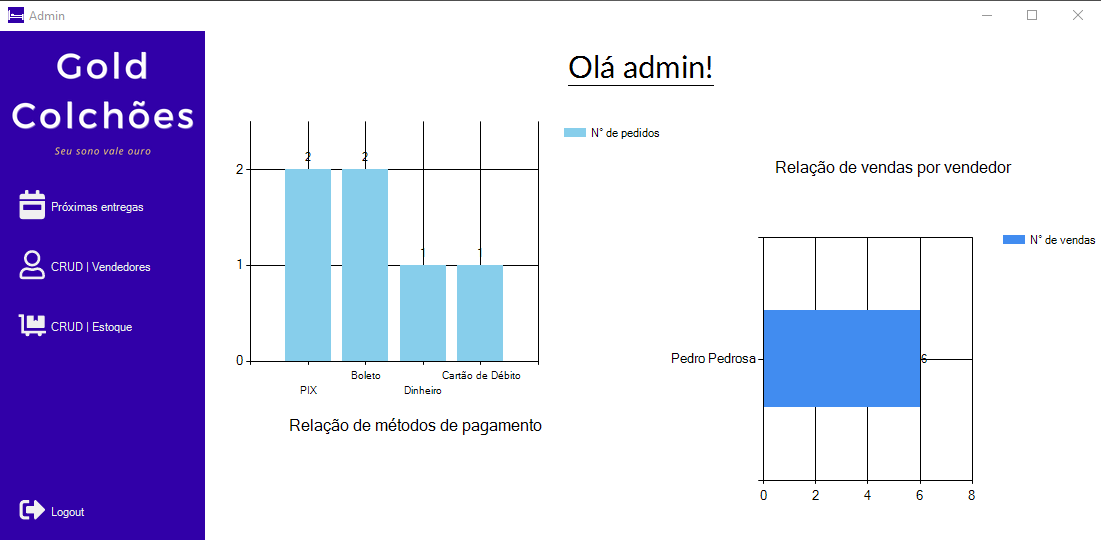 Admin
Gold
Colchões
Seu sono vale ouro
Próximas entregas
CRUD | Vendedores
CRUD | Estoque
Logout
Olá admin!
N° de pedidos
2
2
1
1
2
1
0
Boleto
Cartão de Débito
PIX
Dinheiro
Relação de métodos de pagamento
Relação de vendas por vendedor
N° de vendas
Pedro Pedrosa
6
0 2 4 6 8